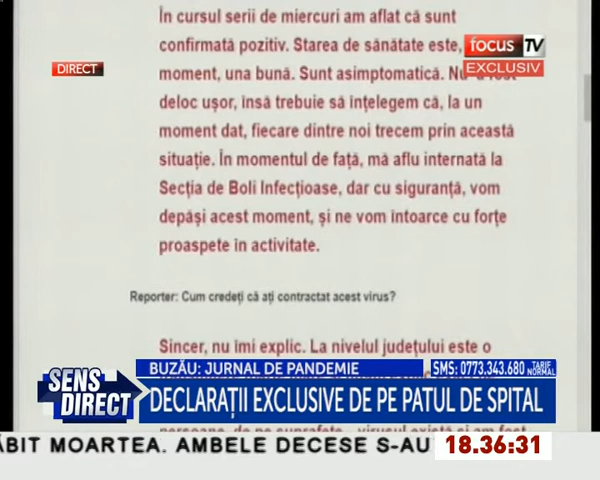 În cursul serii de miercuri am aflat că sunt
confirmată pozitiv. Starea de sănătate este,
moment, una bună. Sunt asimptomatică.
deloc ușor, însă trebuie să înțelegem că, la un
moment dat, fiecare dintre noi trecem prin această
situație. În momentul de față, mă aflu internată la
Secția de Boli Infecțioase, dar cu siguranță, vom
depăși acest moment, și ne vom întoarce cu forțe
proaspete în activitate.
focus TV
EXCLUSIV
DIRECT
Reporter: Cum credeți că ați contractat acest virus?
Sincer, nu îmi explic. La nivelul județului este o
BUZĂU: JURNAL DE PANDEMIE
SMS: 0773.343.680 TARIF NORMAL
SENS DIRECT
DECLARAȚII EXCLUSIVE DE PE PATUL DE SPITAL
MOARTEA. AMBELE DECESE
18.36:31